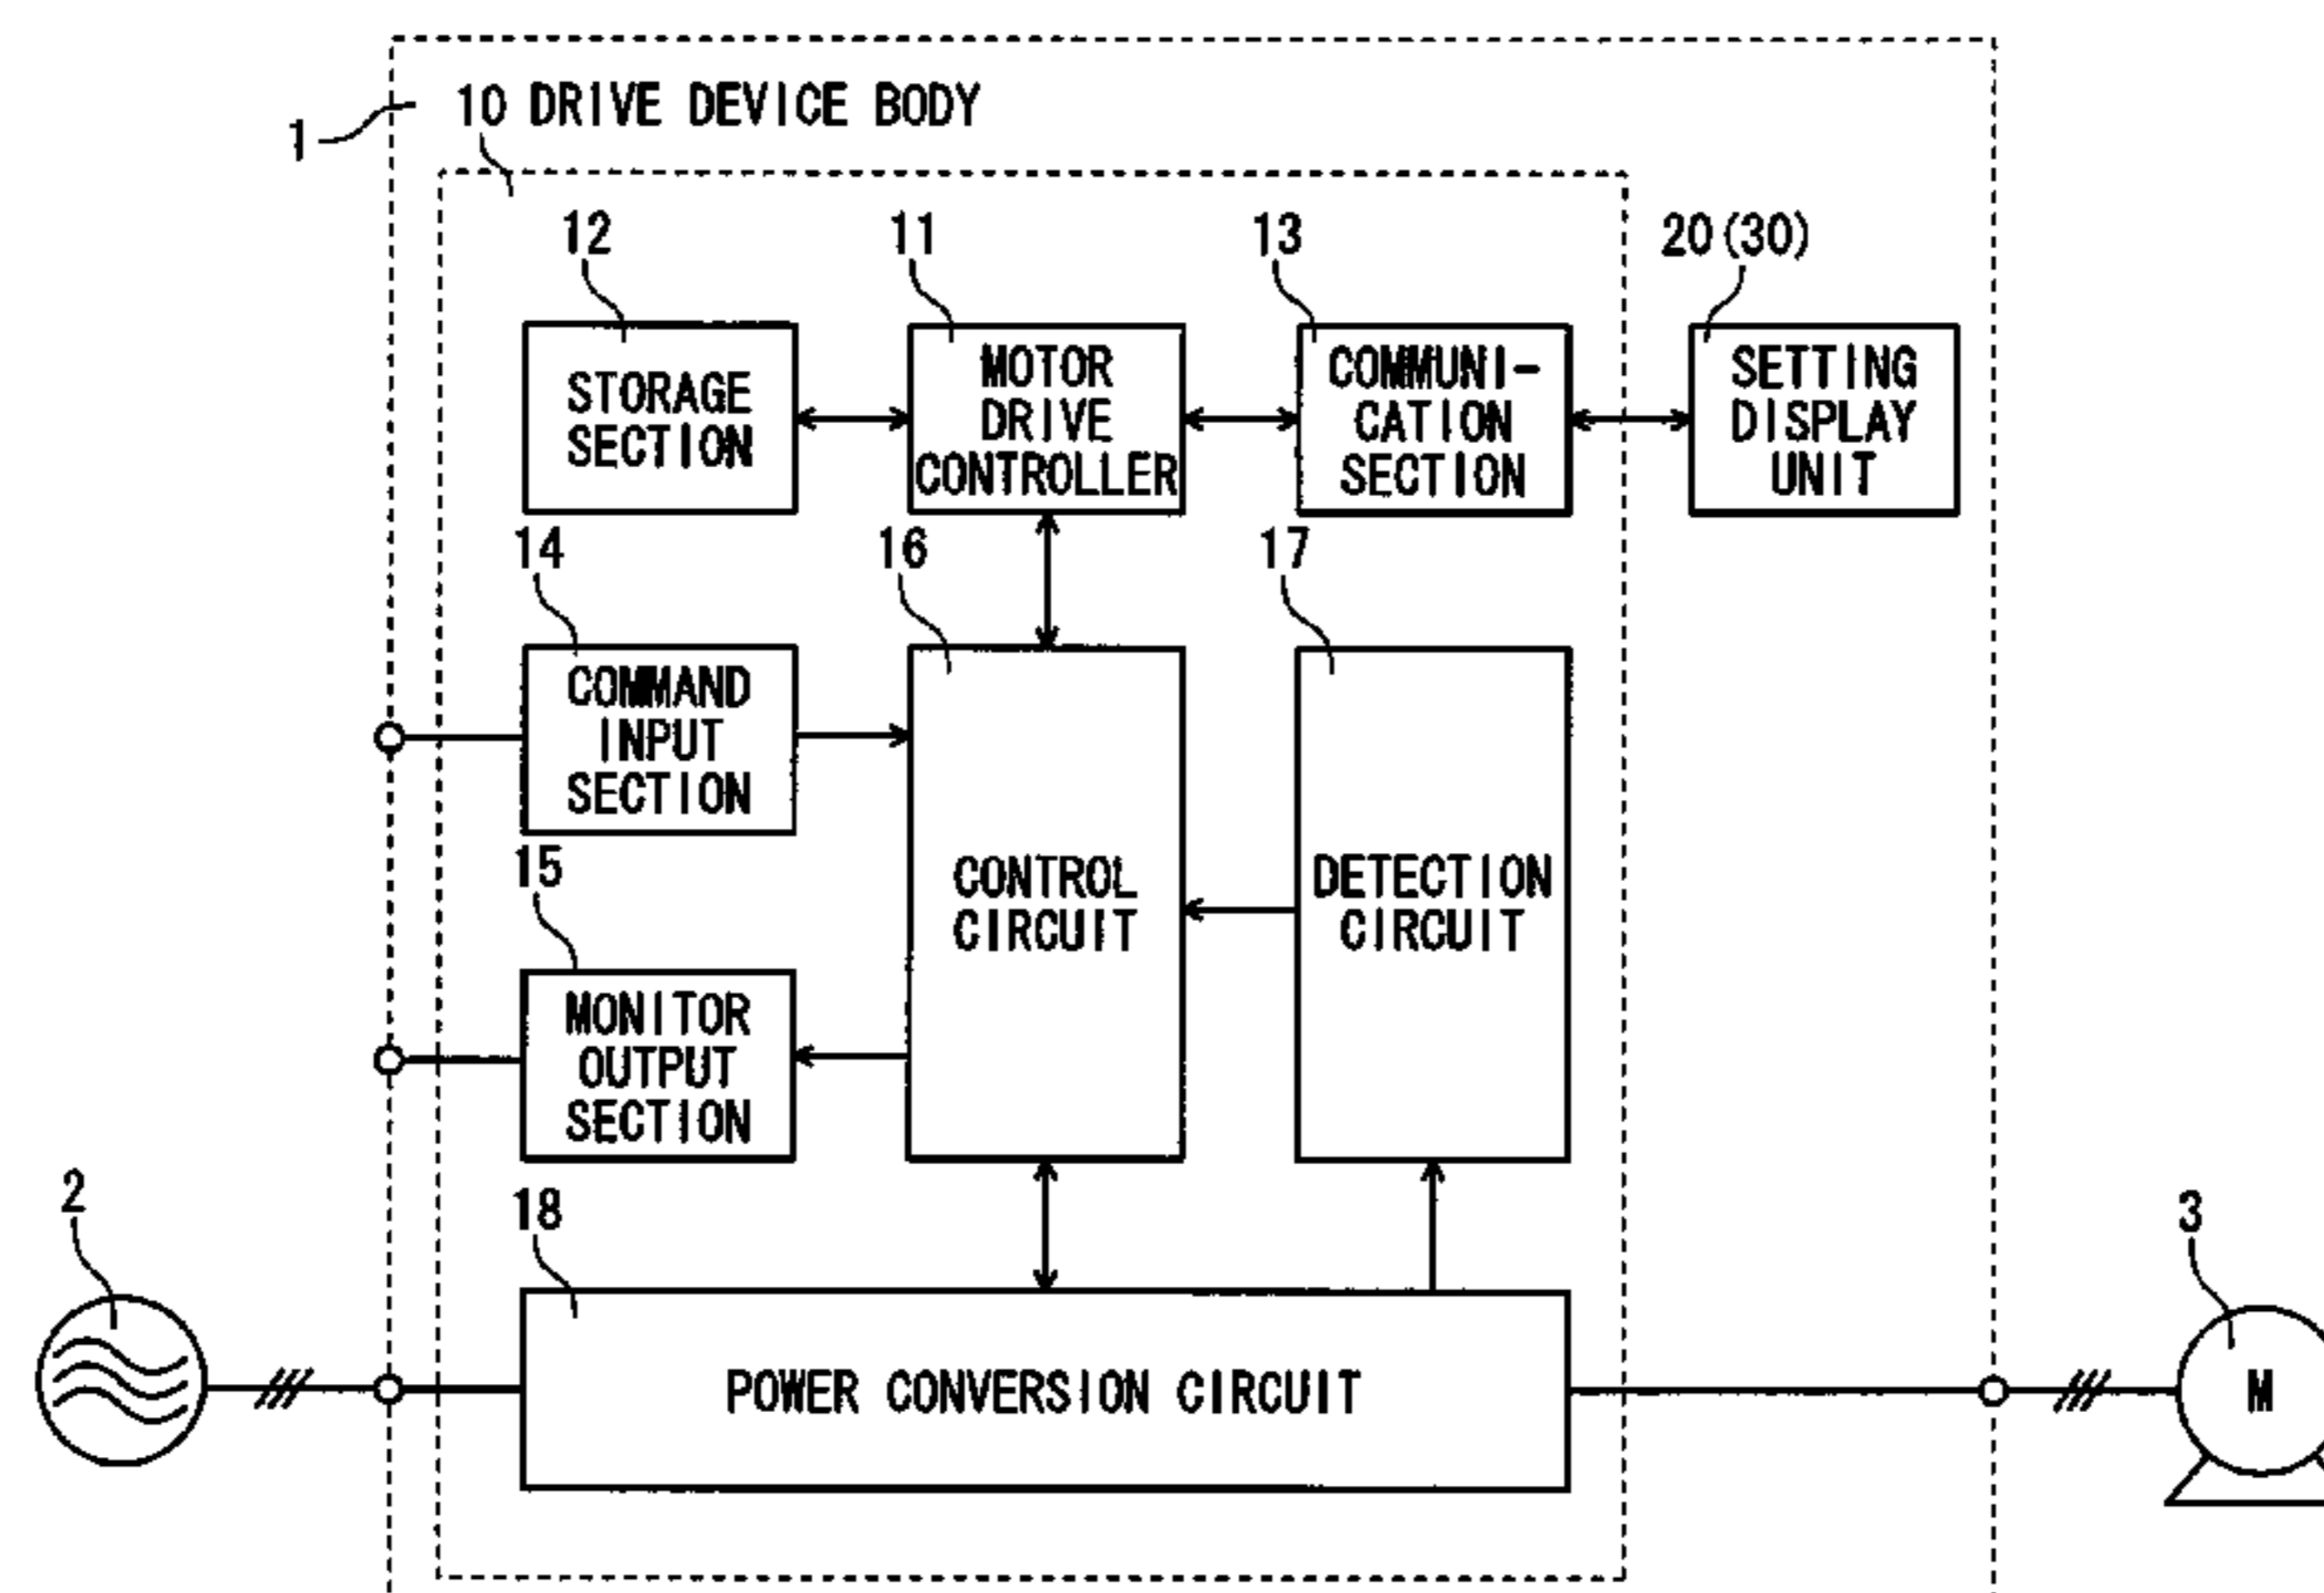 1
10 DRIVE DEVICE BODY
12
11
13
20(30)
STORAGE
SECTION
MOTOR
DRIVE
CONTROLLER
COMMUNI-
CATION
SECTION
SETTING
DISPLAY
UNIT
14
16
17
COMMAND
INPUT
SECTION
CONTROL
CIRCUIT
DETECTION
CIRCUIT
15
MONITOR
OUTPUT
SECTION
2
18
3
POWER CONVERSION CIRCUIT
M